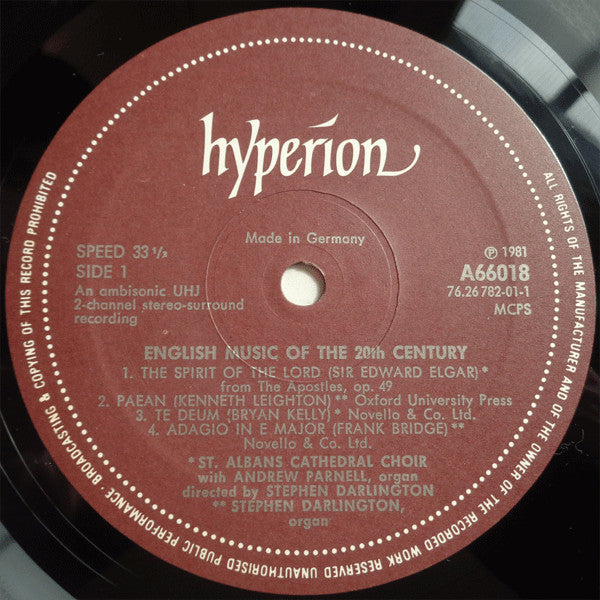 hyperion
Made in Germany
SPEED 33 1/3
SIDE 1
An ambisonic UHJ
2-channel stereo-surround
recording
℗ 1981
A66018
76.26 782-01-1
MCPS
ENGLISH MUSIC OF THE 20th CENTURY
1. THE SPIRIT OF THE LORD (SIR EDWARD ELGAR)*
from The Apostles, op. 49
2. PAEAN (KENNETH LEIGHTON)** Oxford University Press
3. TE DEUM (BRYAN KELLY)* Novello & Co. Ltd.
4. ADAGIO IN E MAJOR (FRANK BRIDGE)**
Novello & Co. Ltd.
*ST. ALBANS CATHEDRAL CHOIR
with ANDREW PARNELL, organ
directed by STEPHEN DARLINGTON
** STEPHEN DARLINGTON,
organ
ALL RIGHTS OF THE MANUFACTURER AND OF THE OWNER OF THE RECORDED WORK RESERVED UNAUTHORISED PUBLIC PERFORMANCE, BROADCASTING & COPYING OF THIS RECORD PROHIBITED